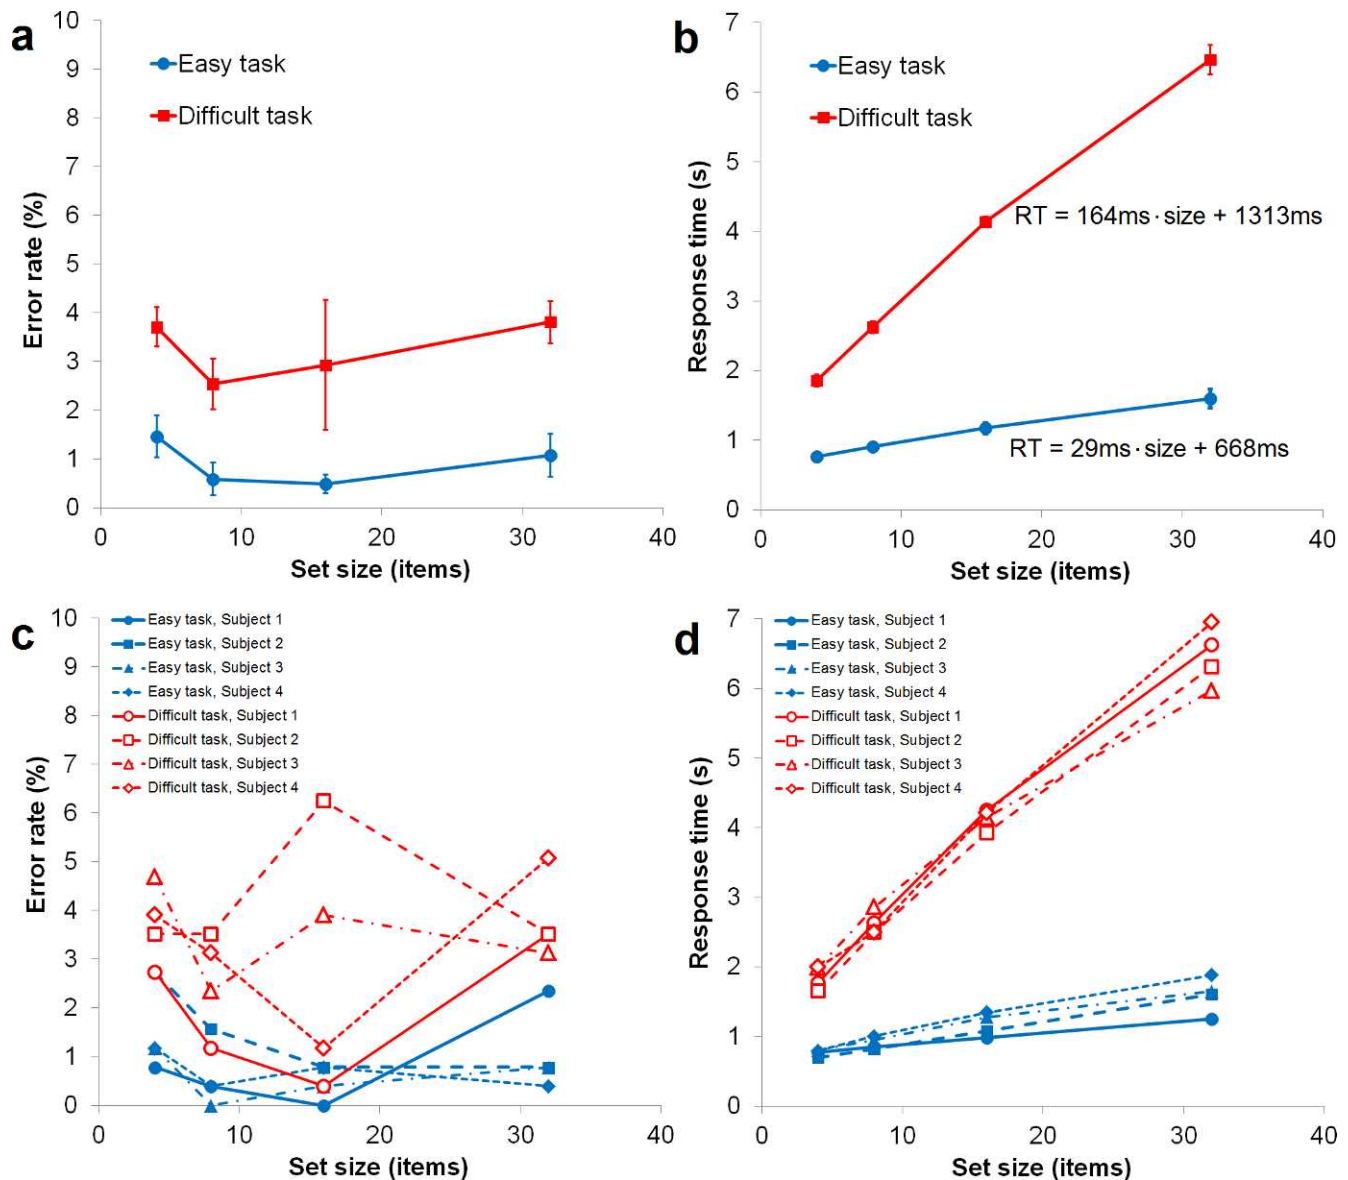 a
Easy task
Difficult task
10
9
8
7
6
5
4
3
2
1
0
0 10 20 30 40
Error rate (%)
Set size (items)
b
Easy task
Difficult task
7
6
5
4
3
2
1
0
0 10 20 30 40
Response time (s)
Set size (items)
RT = 164ms·size + 1313ms
RT = 29ms·size + 668ms
c
Easy task, Subject 1
Easy task, Subject 2
Easy task, Subject 3
Easy task, Subject 4
Difficult task, Subject 1
Difficult task, Subject 2
Difficult task, Subject 3
Difficult task, Subject 4
10
9
8
7
6
5
4
3
2
1
0
0 10 20 30 40
Error rate (%)
Set size (items)
d
Easy task, Subject 1
Easy task, Subject 2
Easy task, Subject 3
Easy task, Subject 4
Difficult task, Subject 1
Difficult task, Subject 2
Difficult task, Subject 3
Difficult task, Subject 4
7
6
5
4
3
2
1
0
0 10 20 30 40
Response time (s)
Set size (items)